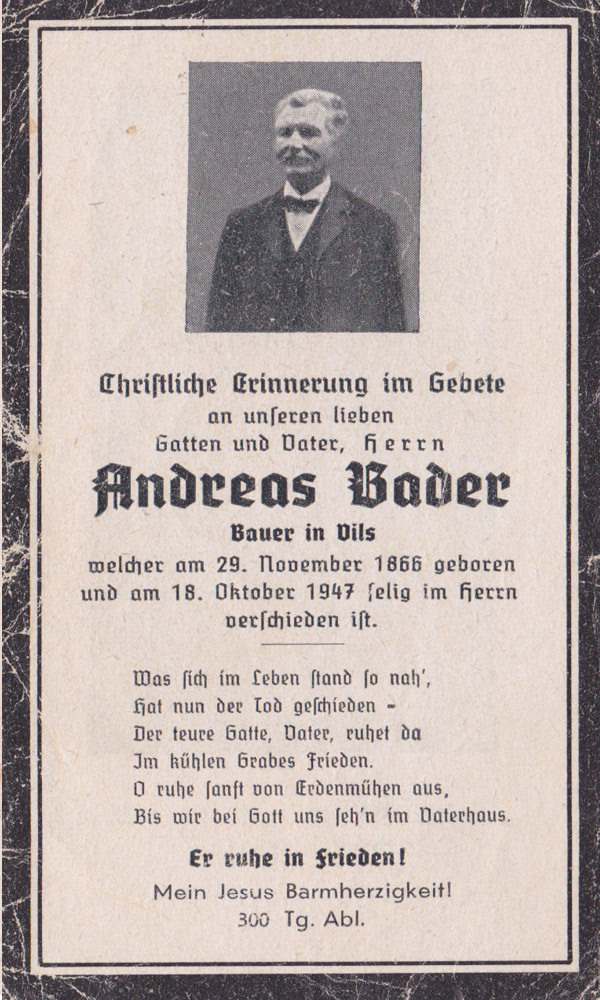 Christliche Erinnerung im Gebete
an unseren lieben
Gatten und Vater, Herrn
Andreas Bader
Bauer in Vils
welcher am 29. November 1866 geboren
und am 18. Oktober 1947 selig im Herrn
verschieden ist.
Was sich im Leben stand so nah',
Hat nun der Tod geschieden –
Der teure Gatte, Vater, ruhet da
Im kühlen Grabes Frieden.
O ruhe sanft von Erdenmühen aus,
Bis wir bei Gott uns seh'n im Vaterhaus.
Er ruhe in Frieden!
Mein Jesus Barmherzigkeit!
300 Tg. Abl.